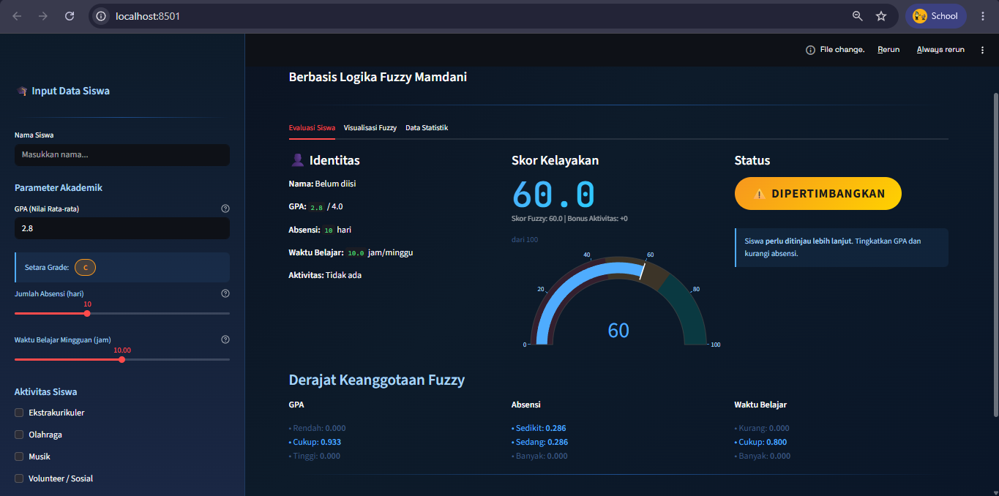 localhost:8501
School
File change.
Rerun
Always rerun
Input Data Siswa
Nama Siswa
Masukkan nama...
Parameter Akademik
GPA (Nilai Rata-rata)
2.8
Setara Grade: C
Jumlah Absensi (hari)
10
Waktu Belajar Mingguan (jam)
10.00
Aktivitas Siswa
Ekstrakurikuler
Olahraga
Musik
Volunteer / Sosial
Berbasis Logika Fuzzy Mamdani
Evaluasi Siswa Visualisasi Fuzzy Data Statistik
Identitas
Nama: Belum diisi
GPA: 2.8 / 4.0
Absensi: 10 hari
Waktu Belajar: 10.0 jam/minggu
Aktivitas: Tidak ada
Skor Kelayakan
60.0
Skor Fuzzy: 60.0 | Bonus Aktivitas: +0
dari 100
0
20
40
60
80
100
60
Status
DIPERTIMBANGKAN
Siswa perlu ditinjau lebih lanjut. Tingkatkan GPA dan
kurangi absensi.
Derajat Keanggotaan Fuzzy
GPA
• Rendah: 0.000
• Cukup: 0.933
• Tinggi: 0.000
Absensi
• Sedikit: 0.286
• Sedang: 0.286
• Banyak: 0.000
Waktu Belajar
• Kurang: 0.000
• Cukup: 0.800
• Banyak: 0.000